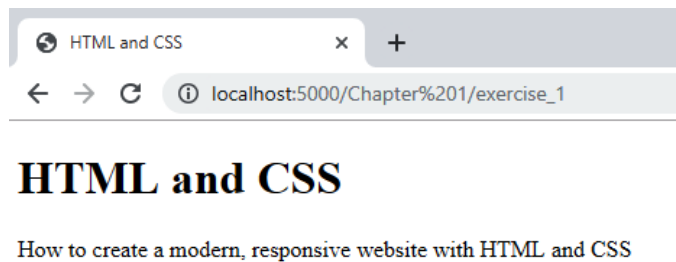 HTML and CSS
localhost:5000/Chapter%201/exercise_1
HTML and CSS
How to create a modern, responsive website with HTML and CSS